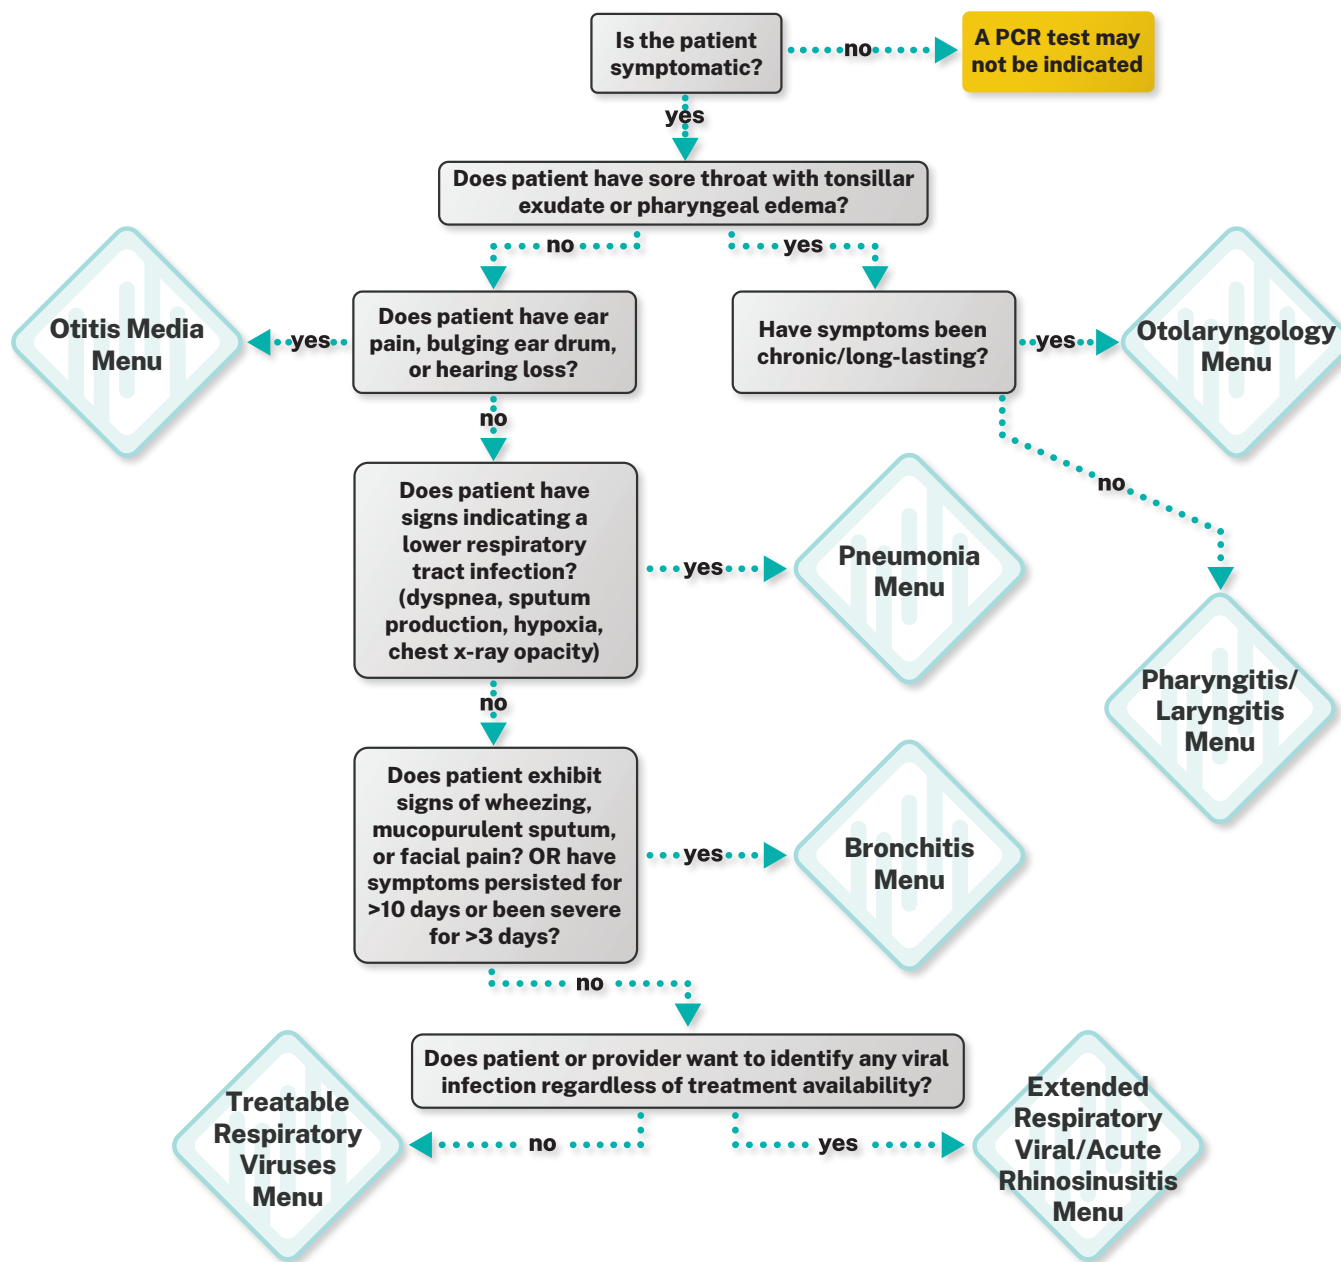 Is the patient
symptomatic?
no
A PCR test may
not be indicated
yes
Does patient have sore throat with tonsillar
exudate or pharyngeal edema?
no
yes
Otitis Media
Menu
yes
Does patient have ear
pain, bulging ear drum,
or hearing loss?
Have symptoms been
chronic/long-lasting?
yes
Otolaryngology
Menu
no
no
Does patient have
signs indicating a
lower respiratory
tract infection?
(dyspnea, sputum
production, hypoxia,
chest x-ray opacity)
yes
Pneumonia
Menu
Pharyngitis/
Laryngitis
Menu
no
Does patient exhibit
signs of wheezing,
mucopurulent sputum,
or facial pain? OR have
symptoms persisted for
>10 days or been severe
for >3 days?
yes
Bronchitis
Menu
no
Does patient or provider want to identify any viral
infection regardless of treatment availability?
no
yes
Treatable
Respiratory
Viruses
Menu
Extended
Respiratory
Viral/Acute
Rhinosinusitis
Menu